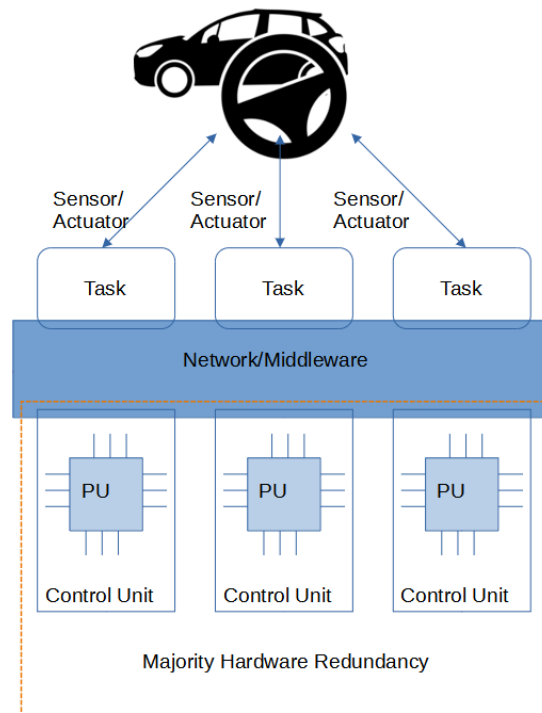 Sensor/
Actuator
Sensor/
Actuator
Sensor/
Actuator
Task
Task
Task
Network/Middleware
PU
PU
PU
Control Unit
Control Unit
Control Unit
Majority Hardware Redundancy